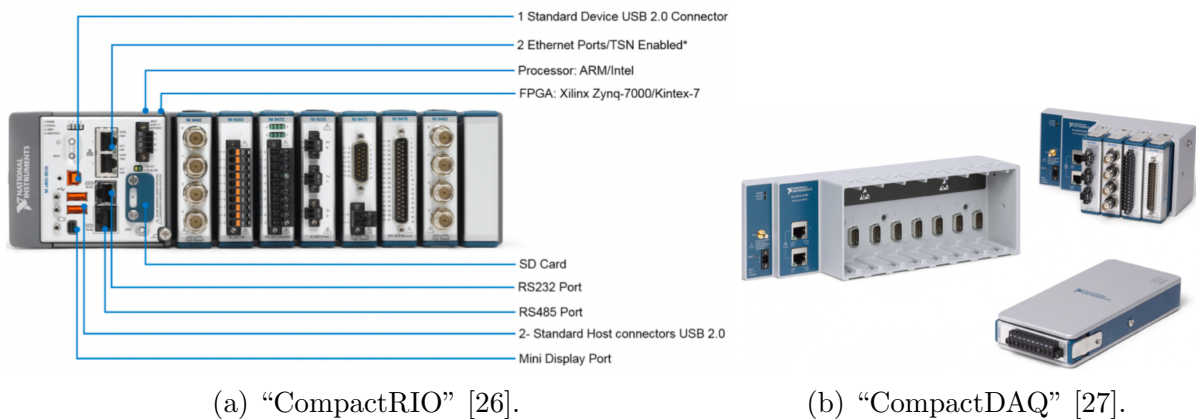 1 Standard Device USB 2.0 Connector
2 Ethernet Ports/TSN Enabled*
Processor: ARM/Intel
FPGA: Xilinx Zynq-7000/Kintex-7
NATIONAL
INSTRUMENTS
SD Card
RS232 Port
RS485 Port
2- Standard Host connectors USB 2.0
Mini Display Port
(a) “CompactRIO” [26].
(b) “CompactDAQ” [27].